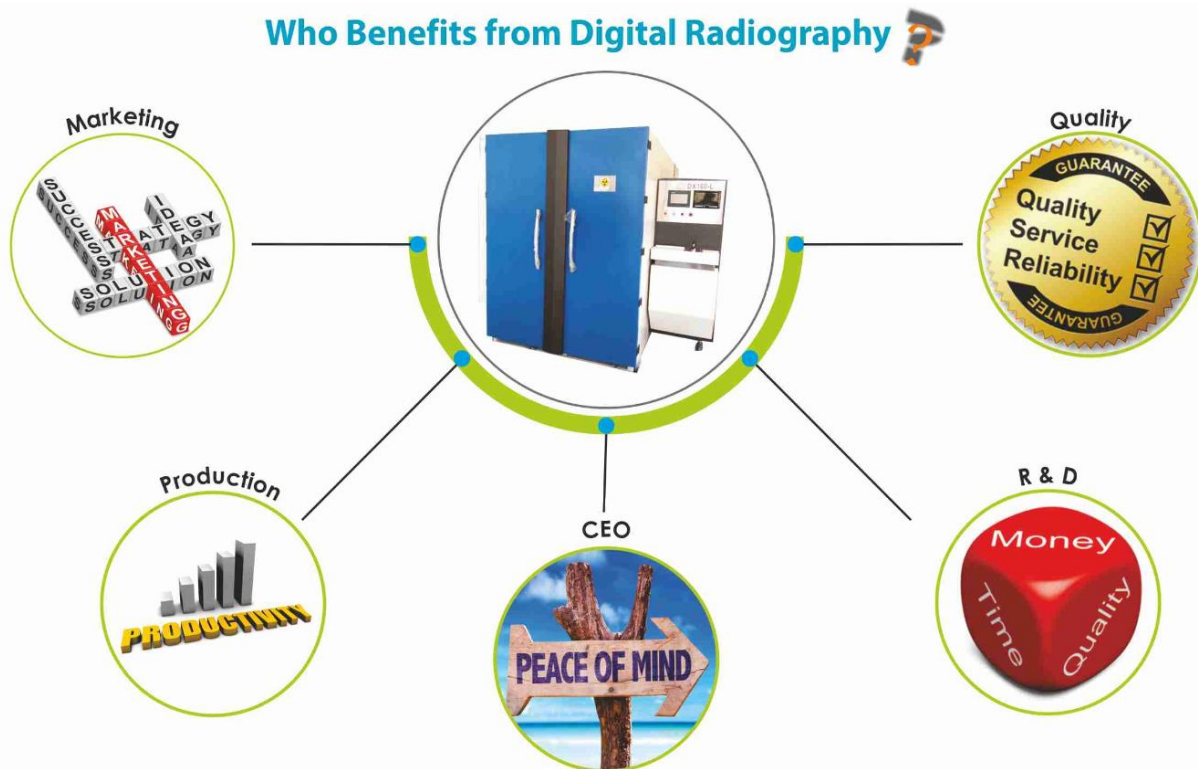 Who Benefits from Digital Radiography ?
Marketing
SUCCESS
IDEA
STRATEGY
MARKETING
SOLUTION
Quality
GUARANTEE
Quality
Service
Reliability
GUARANTEE
Production
PRODUCTIVITY
CEO
PEACE OF MIND
R & D
Money
Time
Quality